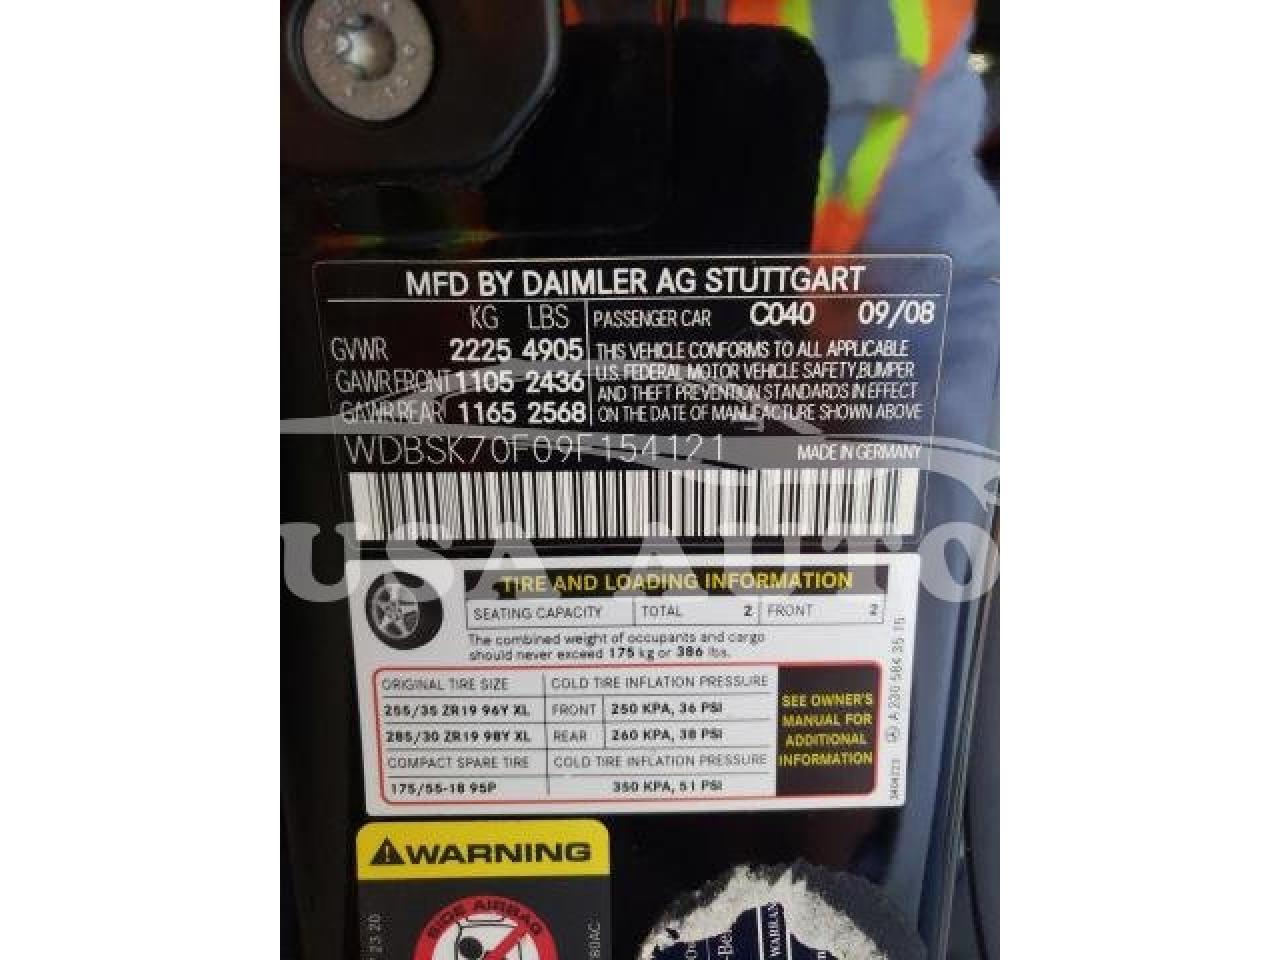 MFD BY DAIMLER AG STUTTGART
KG LBS PASSENGER CAR C040 09/08
GVWR 2225 4905 THIS VEHICLE CONFORMS TO ALL APPLICABLE
GAWR FRONT 1105 2436 U.S. FEDERAL MOTOR VEHICLE SAFETY, BUMPER
AND THEFT PREVENTION STANDARDS IN EFFECT
GAWR REAR 1165 2568 ON THE DATE OF MANUFACTURE SHOWN ABOVE
WDBSK70F09F154121 MADE IN GERMANY
USA AUTO
TIRE AND LOADING INFORMATION
SEATING CAPACITY TOTAL 2 FRONT 2
The combined weight of occupants and cargo
should never exceed 175 kg or 386 lbs.
ORIGINAL TIRE SIZE COLD TIRE INFLATION PRESSURE
255/35 ZR19 96Y XL FRONT 250 KPA, 36 PSI
285/30 ZR19 98Y XL REAR 260 KPA, 38 PSI
COMPACT SPARE TIRE COLD TIRE INFLATION PRESSURE
175/55-18 95P 350 KPA, 51 PSI
SEE OWNER'S
MANUAL FOR
ADDITIONAL
INFORMATION
A 230 584 35 15
WARNING
SIDE AIRBAG
23 20
80AC
WARRAN